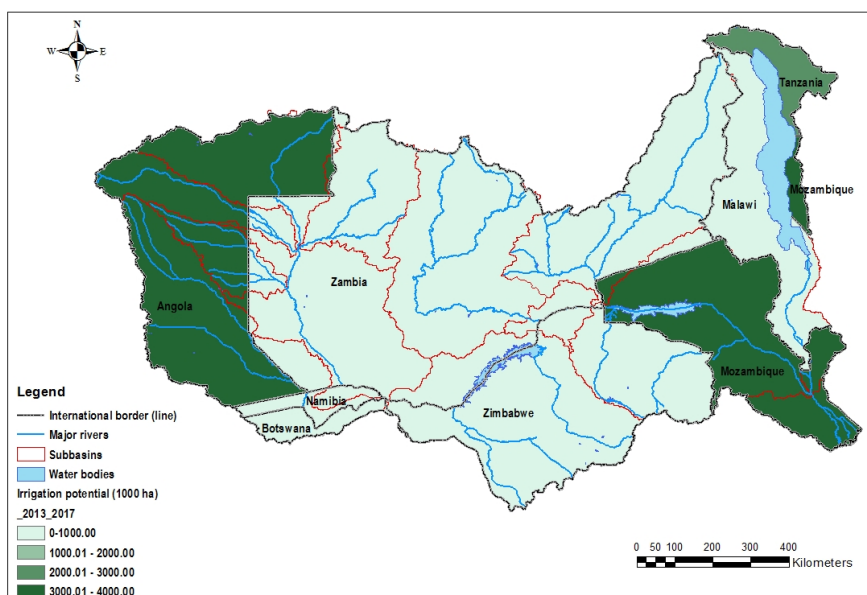 N
W E
S
Tanzania
Mozambique
Malawi
Zambia
Angola
Mozambique
Namibia
Zimbabwe
Botswana
Legend
International border (line)
Major rivers
Subbasins
Water bodies
Irrigation potential (1000 ha)
_2013_2017
0-1000.00
1000.01 - 2000.00
2000.01 - 3000.00
3000.01 - 4000.00
0 50 100 200 300 400
Kilometers